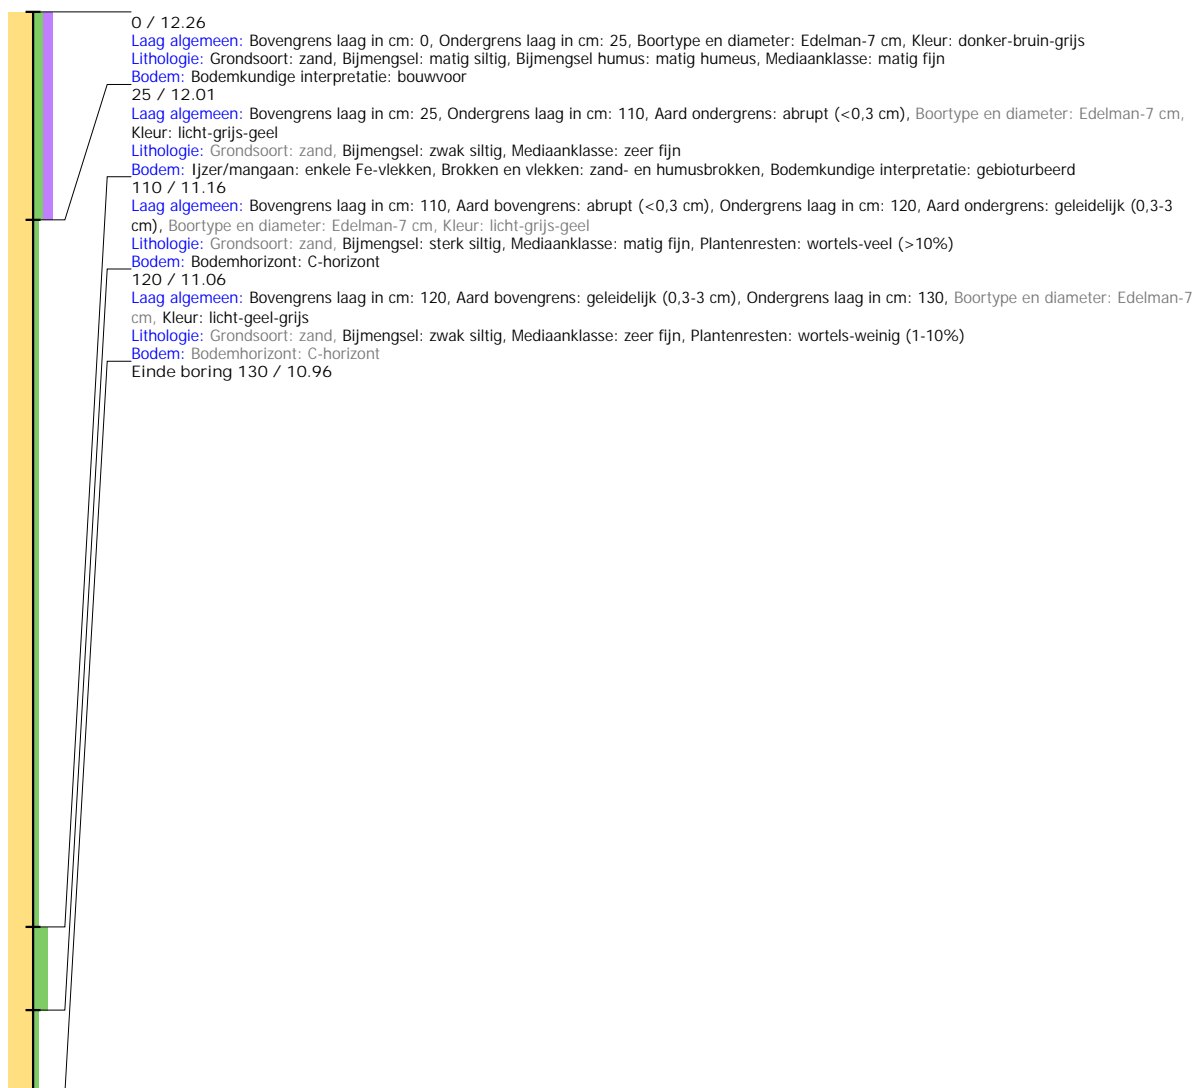 0 / 12.26
Laag algemeen: Bovengrens laag in cm: 0, Ondergrens laag in cm: 25, Boortype en diameter: Edelman-7 cm, Kleur: donker-bruin-grijs
Lithologie: Grondsoort: zand, Bijmengsel: matig siltig, Bijmengsel humus: matig humeus, Mediaanklasse: matig fijn
Bodem: Bodemkundige interpretatie: bouwvoor
25 / 12.01
Laag algemeen: Bovengrens laag in cm: 25, Ondergrens laag in cm: 110, Aard ondergrens: abrupt (<0,3 cm), Boortype en diameter: Edelman-7 cm,
Kleur: licht-grijs-geel
Lithologie: Grondsoort: zand, Bijmengsel: zwak siltig, Mediaanklasse: zeer fijn
Bodem: Ijzer/mangaan: enkele Fe-vlekken, Brokken en vlekken: zand- en humusbrokken, Bodemkundige interpretatie: gebioturbeerd
110 / 11.16
Laag algemeen: Bovengrens laag in cm: 110, Aard bovengrens: abrupt (<0,3 cm), Ondergrens laag in cm: 120, Aard ondergrens: geleidelijk (0,3-3
cm), Boortype en diameter: Edelman-7 cm, Kleur: licht-grijs-geel
Lithologie: Grondsoort: zand, Bijmengsel: sterk siltig, Mediaanklasse: matig fijn, Plantenresten: wortels-veel (>10%)
Bodem: Bodemhorizont: C-horizont
120 / 11.06
Laag algemeen: Bovengrens laag in cm: 120, Aard bovengrens: geleidelijk (0,3-3 cm), Ondergrens laag in cm: 130, Boortype en diameter: Edelman-7
cm, Kleur: licht-geel-grijs
Lithologie: Grondsoort: zand, Bijmengsel: zwak siltig, Mediaanklasse: zeer fijn, Plantenresten: wortels-weinig (1-10%)
Bodem: Bodemhorizont: C-horizont
Einde boring 130 / 10.96